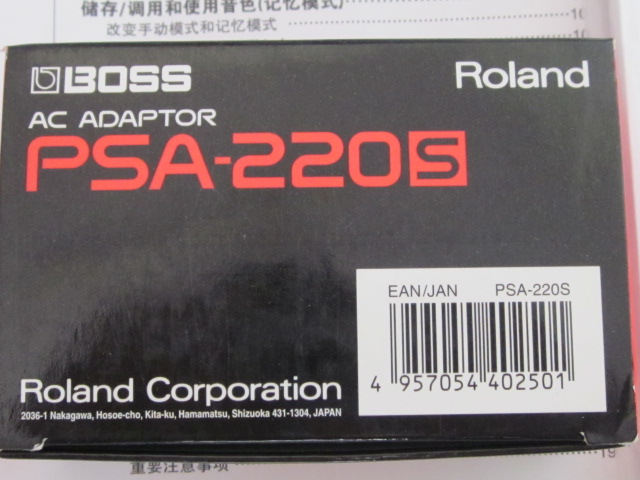 储存/调用和使用音色(记忆模式)
改变手动模式和记忆模式
BOSS
Roland
AC ADAPTOR
PSA-220S
EAN/JAN PSA-220S
4 957054 402501
Roland Corporation
2036-1 Nakagawa, Hosoe-cho, Kita-ku, Hamamatsu, Shizuoka 431-1304, JAPAN
重要注意事项